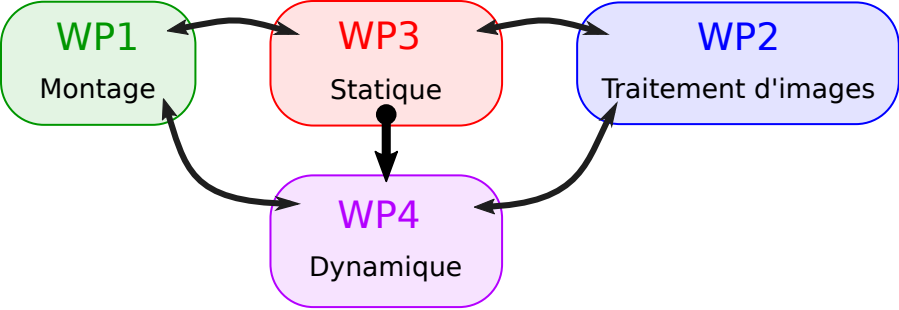 WP1
Montage
WP3
Statique
WP2
Traitement d'images
WP4
Dynamique